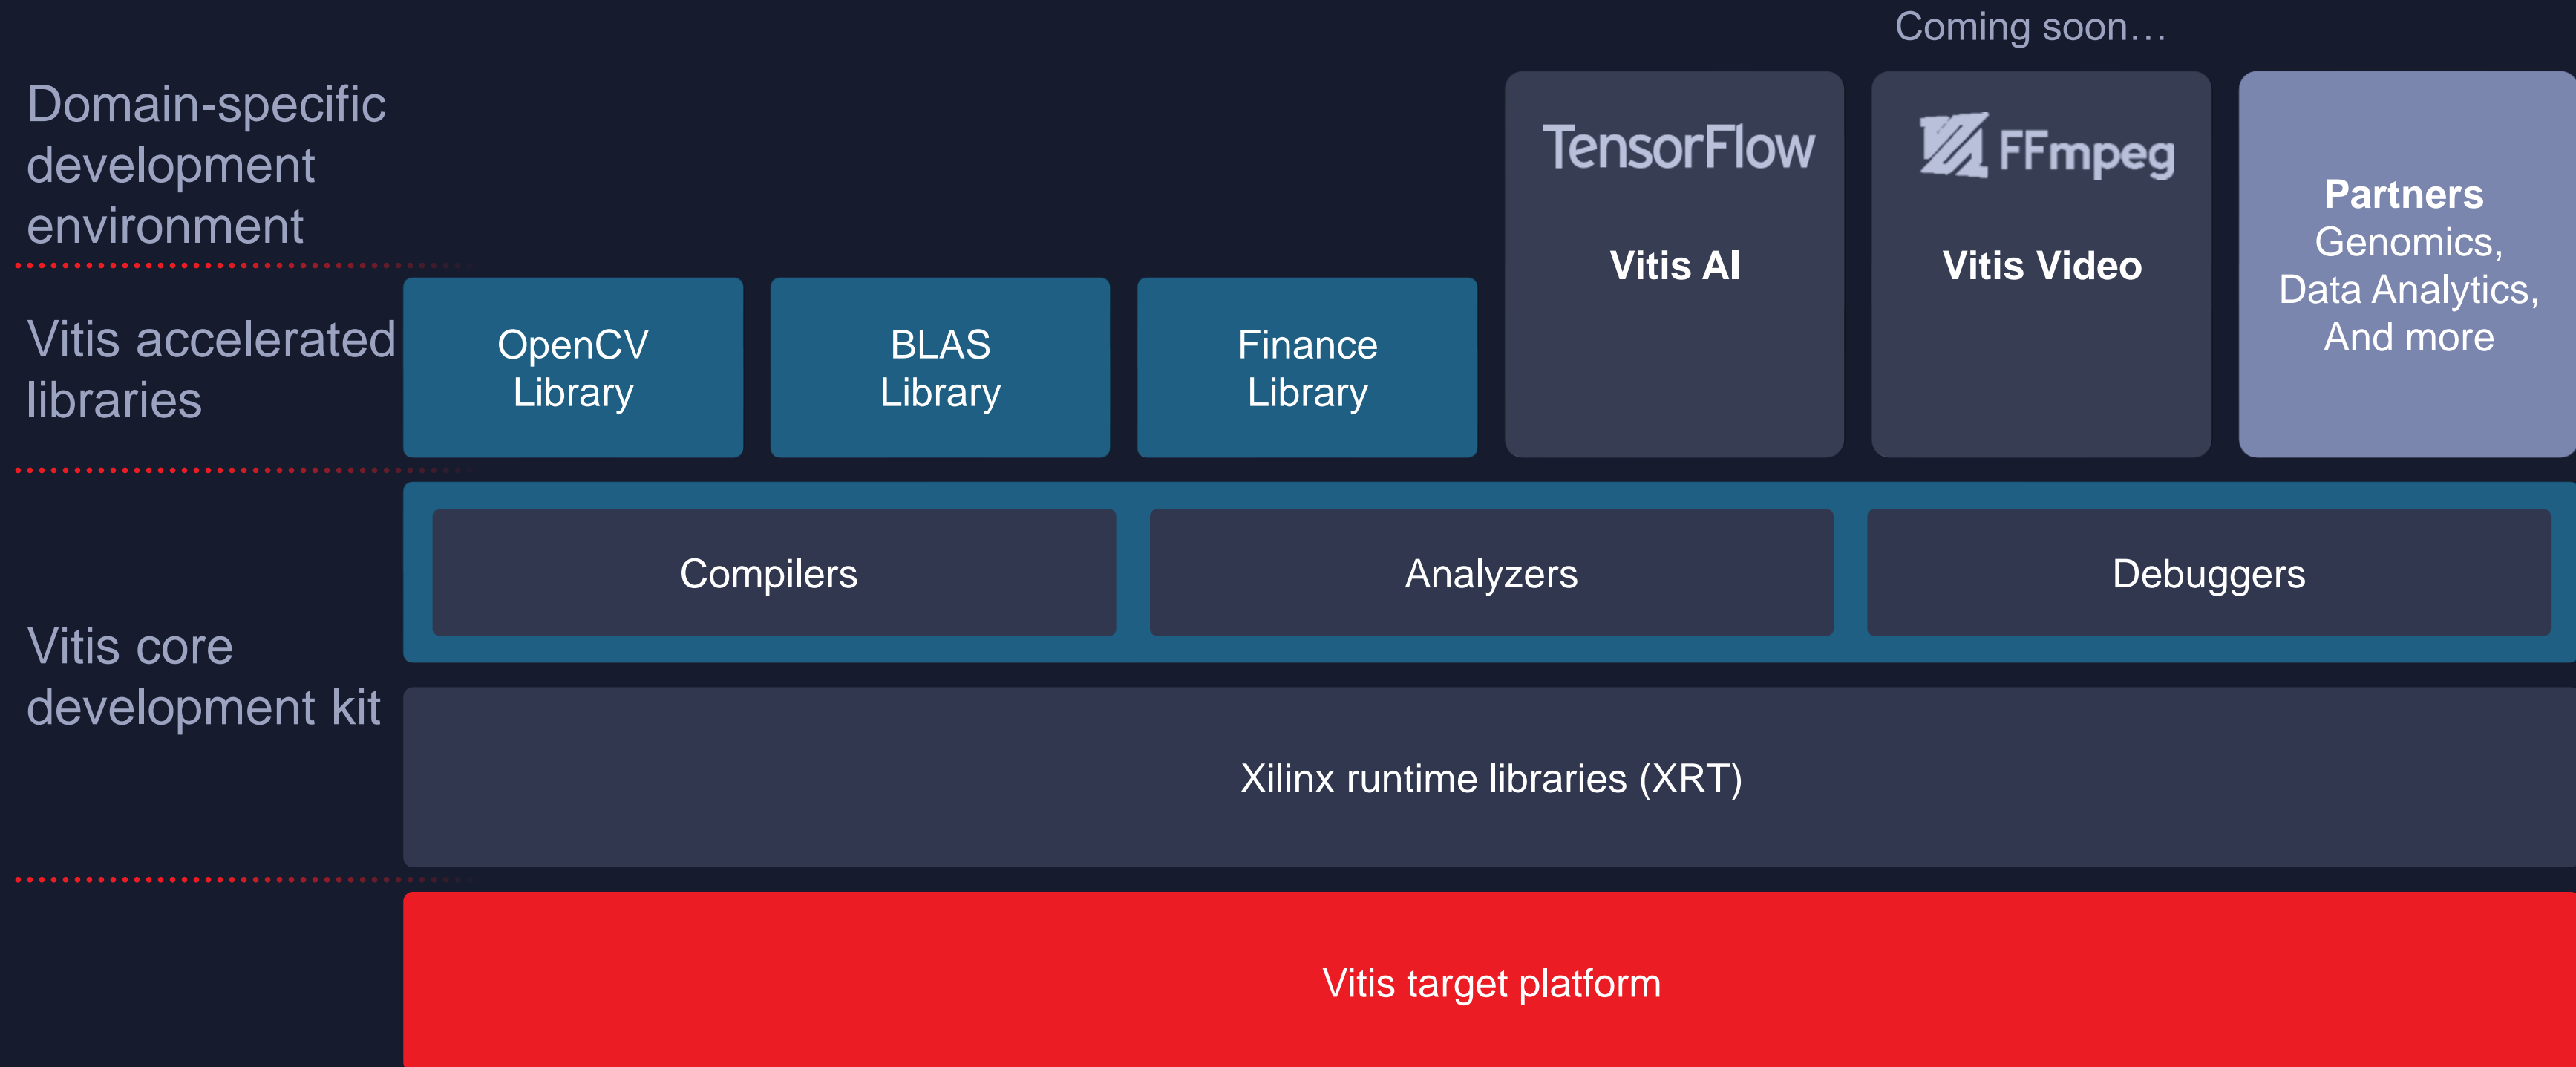 Coming soon…
Domain-specific
development
environment
TensorFlow
Vitis AI
FFmpeg
Vitis Video
Partners
Genomics,
Data Analytics,
And more
Vitis accelerated
libraries
OpenCV
Library
BLAS
Library
Finance
Library
Vitis core
development kit
Compilers
Analyzers
Debuggers
Xilinx runtime libraries (XRT)
Vitis target platform